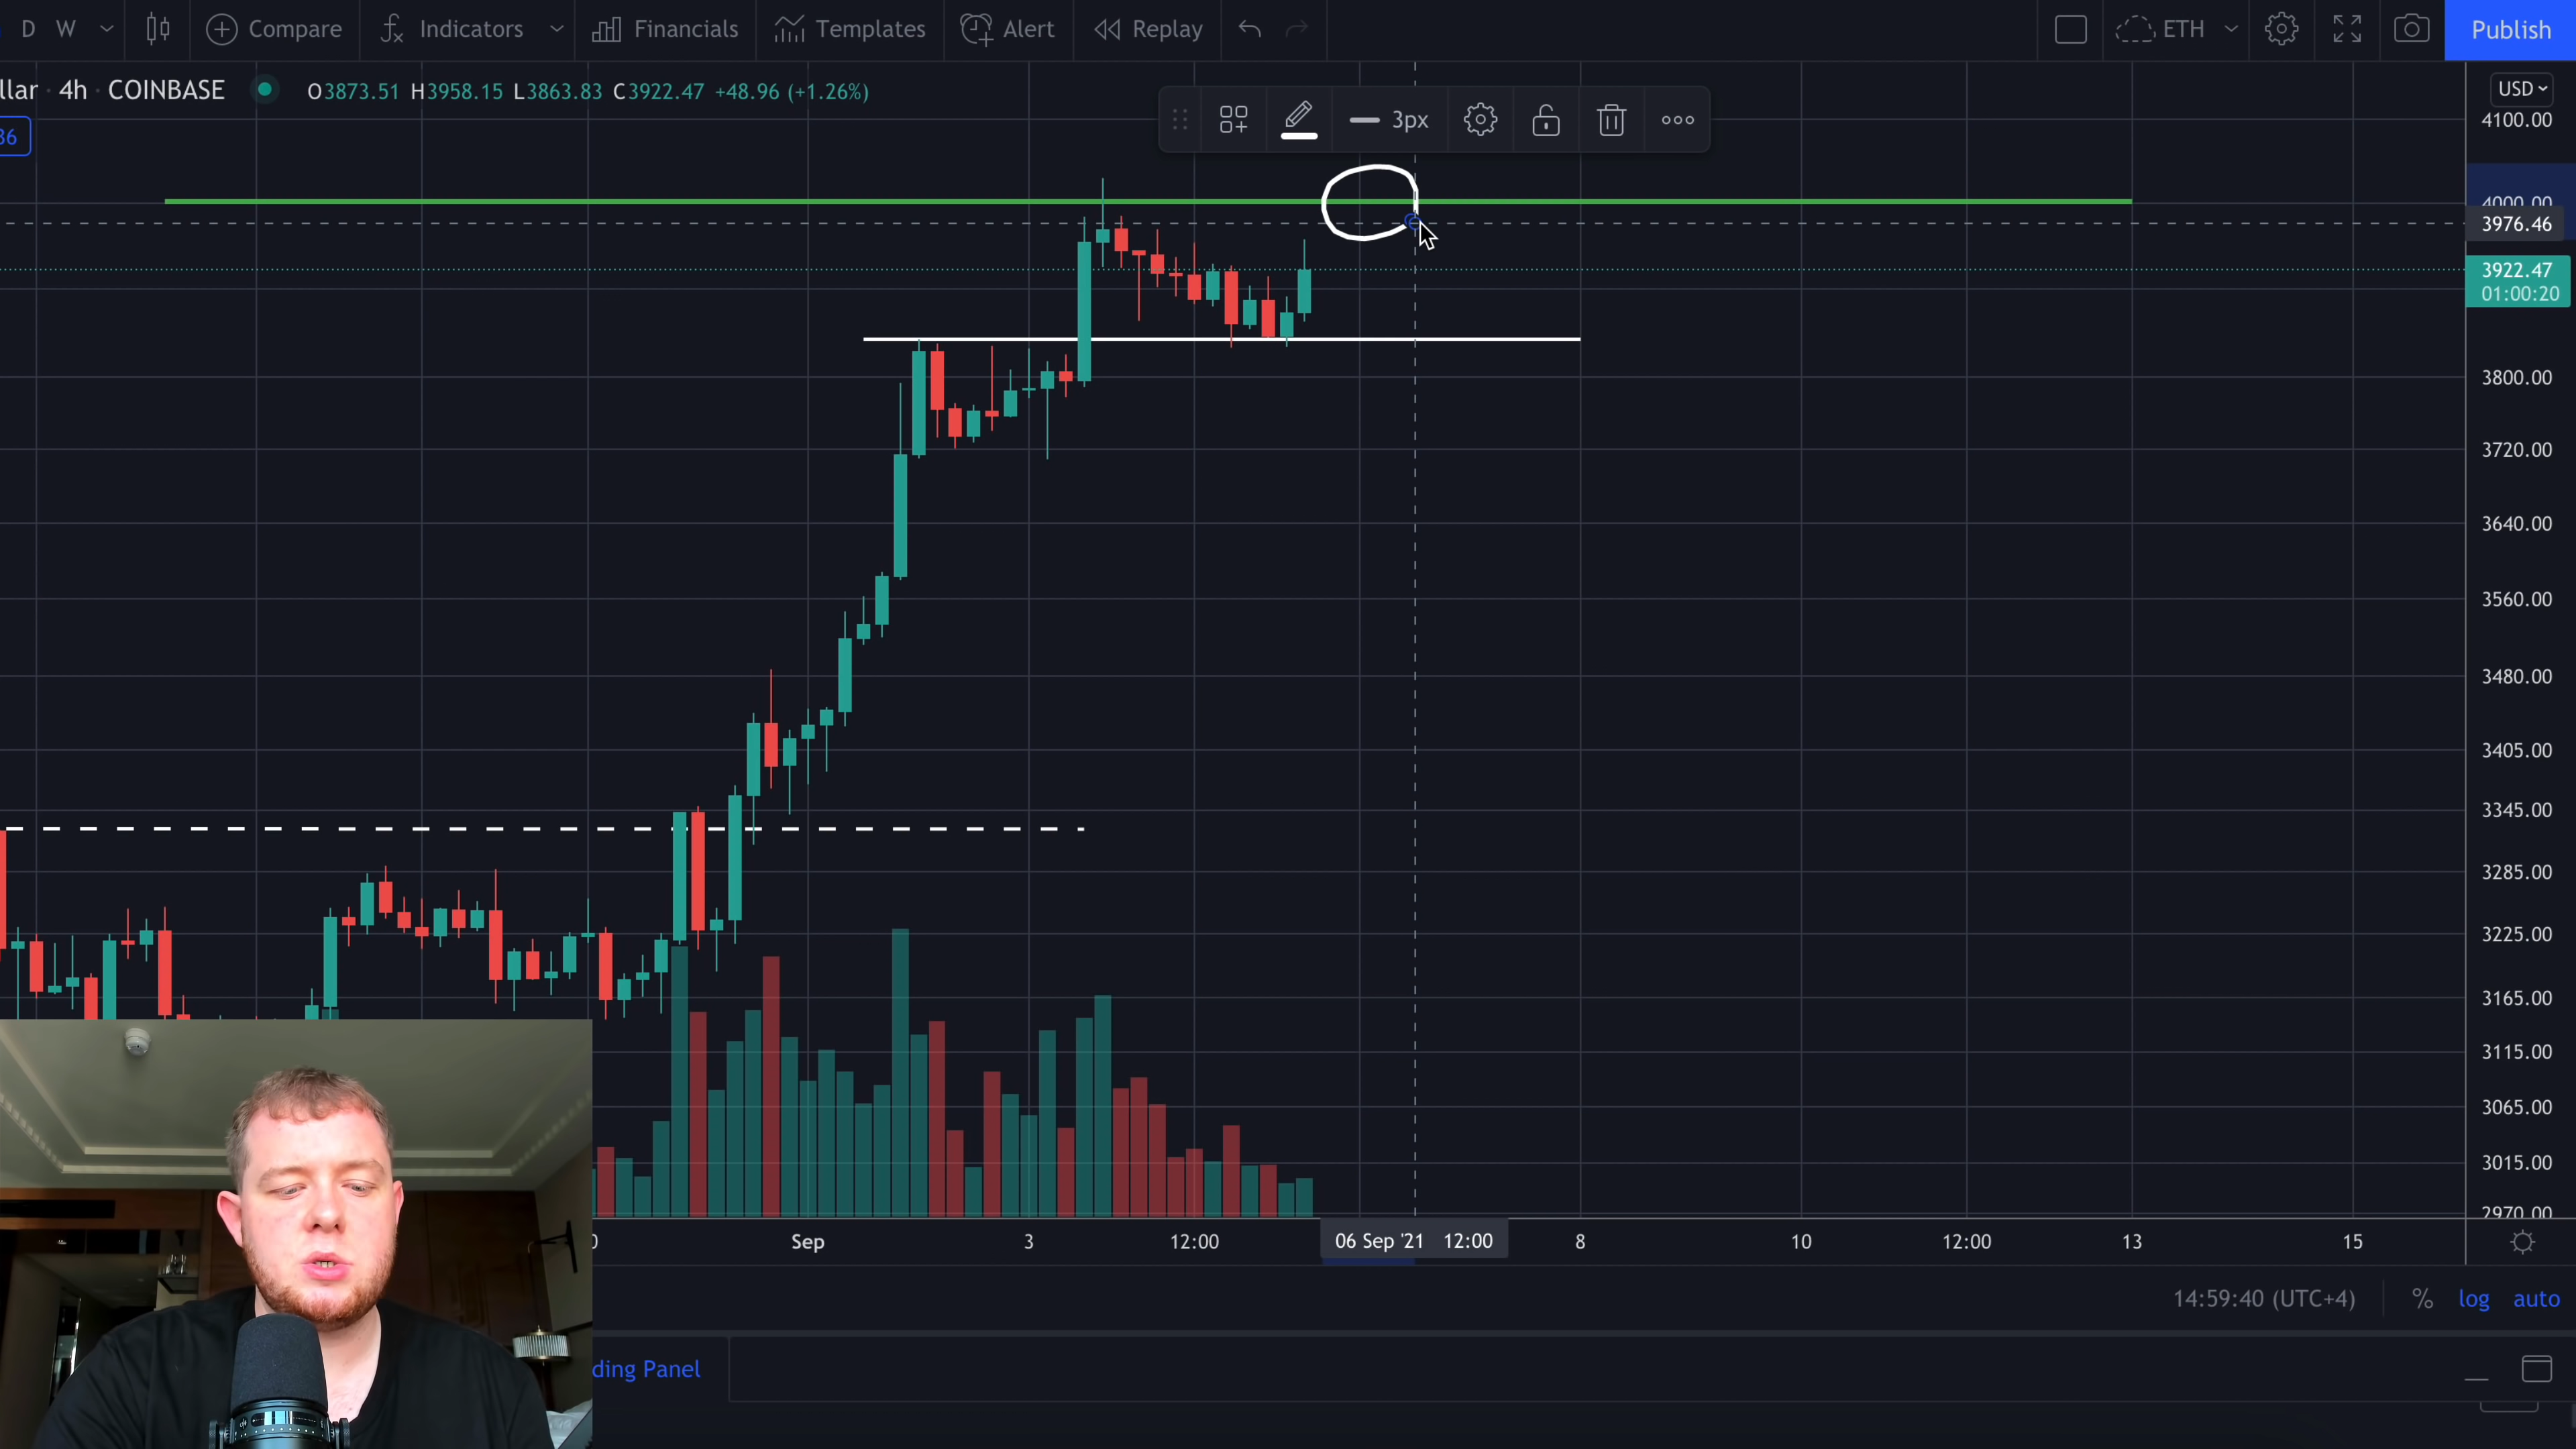 D W Compare Indicators Financials Templates Alert Replay ETH Publish
llar · 4h · COINBASE O3873.51 H3958.15 L3863.83 C3922.47 +48.96 (+1.26%)
USD
36
3px
4100.00
4000.00
3976.46
3922.47
01:00:20
3800.00
3720.00
3640.00
3560.00
3480.00
3405.00
3345.00
3285.00
3225.00
3165.00
3115.00
3065.00
3015.00
2970.00
Sep 3 12:00 06 Sep '21 12:00 8 10 12:00 13 15
14:59:40 (UTC+4) % log auto
ding Panel